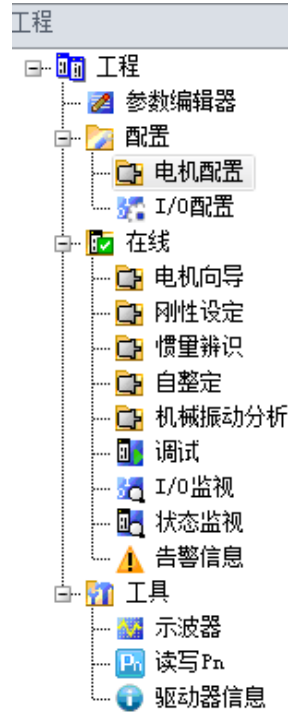 工程
工程
参数编辑器
配置
电机配置
I/O配置
在线
电机向导
刚性设定
惯量辨识
自整定
机械振动分析
调试
I/O监视
状态监视
告警信息
工具
示波器
Pn 读写Pn
驱动器信息